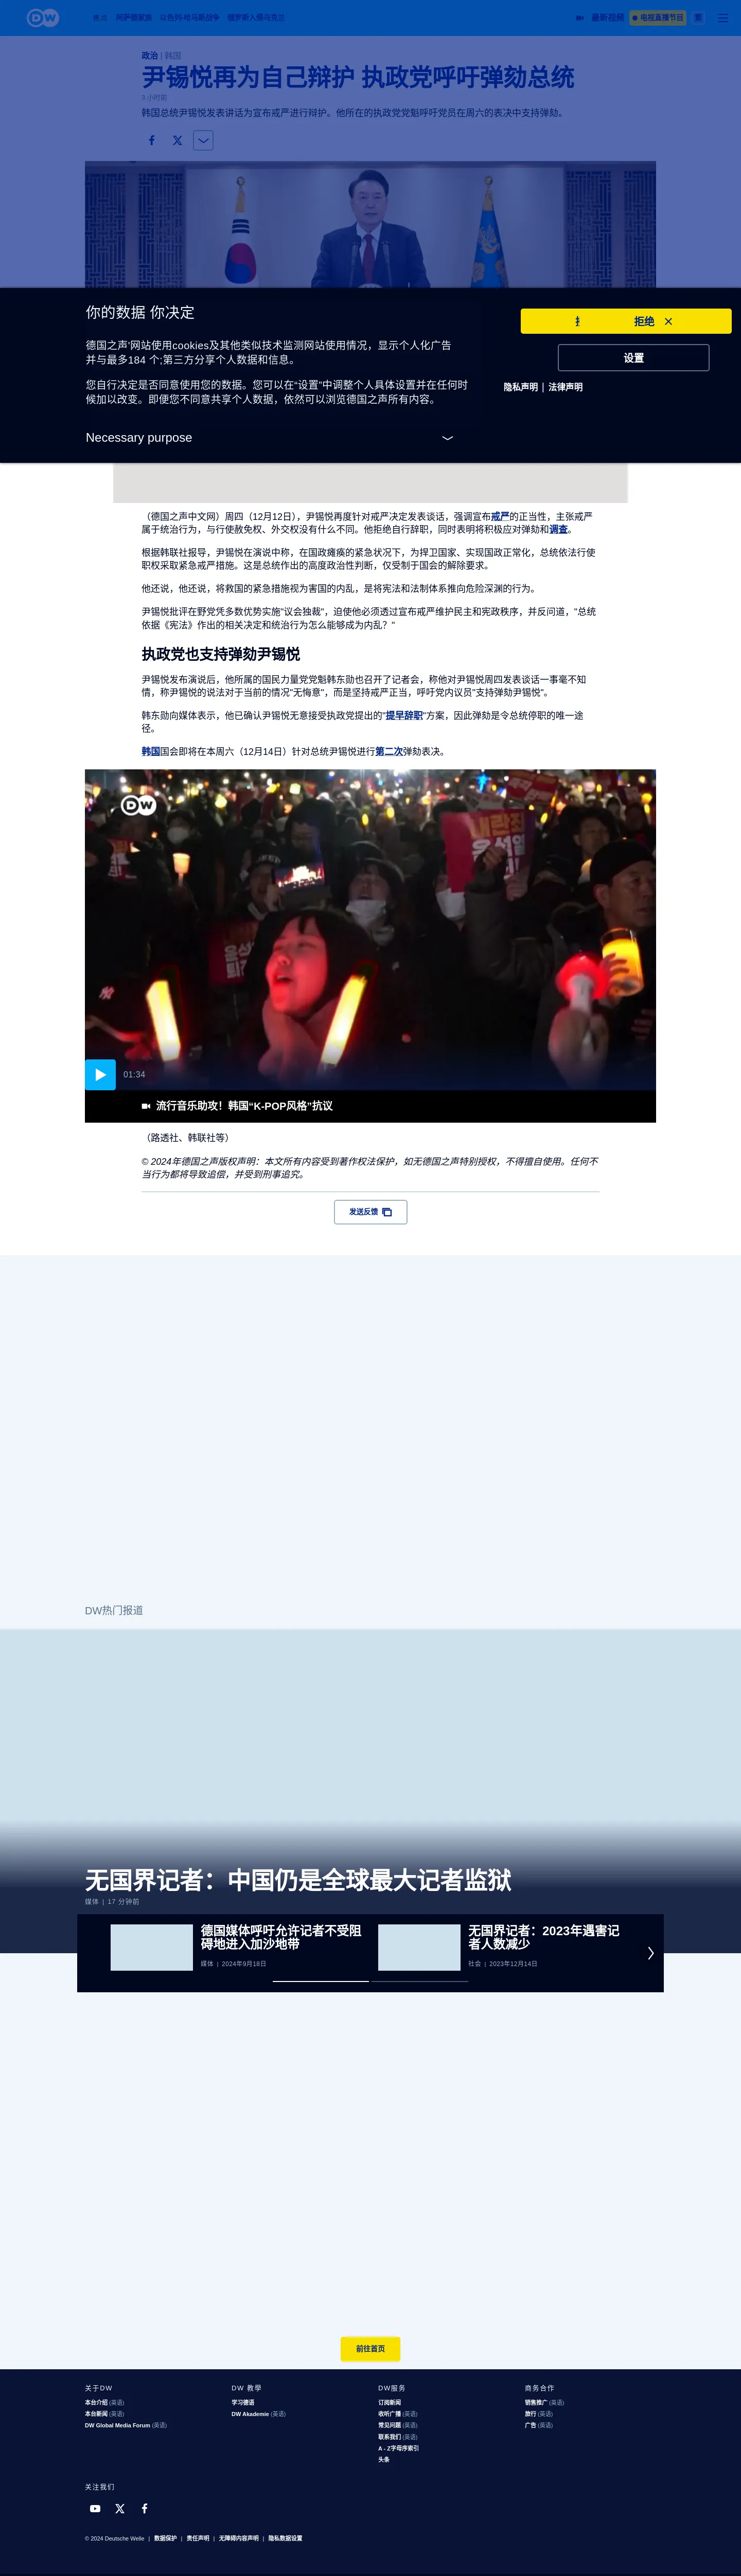 DW
焦点 阿萨德家族 以色列-哈马斯战争 俄罗斯入侵乌克兰
最新视频 电视直播节目 繁
政治 | 韩国
尹锡悦再为自己辩护 执政党呼吁弹劾总统
3 小时前
韩国总统尹锡悦发表讲话为宣布戒严进行辩护。他所在的执政党党魁呼吁党员在周六的表决中支持弹劾。
你的数据 你决定
拒绝
设置
德国之声'网站使用cookies及其他类似技术监测网站使用情况，显示个人化广告
并与最多184 个;第三方分享个人数据和信息。
隐私声明 | 法律声明
您自行决定是否同意使用您的数据。您可以在"设置"中调整个人具体设置并在任何时
候加以改变。即便您不同意共享个人数据，依然可以浏览德国之声所有内容。
Necessary purpose
（德国之声中文网）周四（12月12日），尹锡悦再度针对戒严决定发表谈话，强调宣布戒严的正当性，主张戒严
属于统治行为，与行使赦免权、外交权没有什么不同。他拒绝自行辞职，同时表明将积极应对弹劾和调查。
根据韩联社报导，尹锡悦在演说中称，在国政瘫痪的紧急状况下，为捍卫国家、实现国政正常化，总统依法行使
职权采取紧急戒严措施。这是总统作出的高度政治性判断，仅受制于国会的解除要求。
他还说，他还说，将救国的紧急措施视为害国的内乱，是将宪法和法制体系推向危险深渊的行为。
尹锡悦批评在野党凭多数优势实施"议会独裁"，迫使他必须透过宣布戒严维护民主和宪政秩序，并反问道，"总统
依据《宪法》作出的相关决定和统治行为怎么能够成为内乱？"
执政党也支持弹劾尹锡悦
尹锡悦发布演说后，他所属的国民力量党党魁韩东勋也召开了记者会，称他对尹锡悦周四发表谈话一事毫不知
情，称尹锡悦的说法对于当前的情况"无悔意"，而是坚持戒严正当，呼吁党内议员"支持弹劾尹锡悦"。
韩东勋向媒体表示，他已确认尹锡悦无意接受执政党提出的"提早辞职"方案，因此弹劾是令总统停职的唯一途
径。
韩国国会即将在本周六（12月14日）针对总统尹锡悦进行第二次弹劾表决。
DW
01:34
流行音乐助攻！韩国“K-POP风格”抗议
（路透社、韩联社等）
© 2024年德国之声版权声明：本文所有内容受到著作权法保护，如无德国之声特别授权，不得擅自使用。任何不
当行为都将导致追偿，并受到刑事追究。
发送反馈
DW热门报道
无国界记者：中国仍是全球最大记者监狱
媒体 | 17 分钟前
德国媒体呼吁允许记者不受阻
碍地进入加沙地带
媒体 | 2024年9月18日
无国界记者：2023年遇害记
者人数减少
社会 | 2023年12月14日
前往首页
关于DW
本台介绍 (英语)
本台新闻 (英语)
DW Global Media Forum (英语)
DW 教學
学习德语
DW Akademie (英语)
DW服务
订阅新闻
收听广播 (英语)
常见问题 (英语)
联系我们 (英语)
A - Z字母序索引
头条
商务合作
销售推广 (英语)
旅行 (英语)
广告 (英语)
关注我们
© 2024 Deutsche Welle | 数据保护 | 责任声明 | 无障碍内容声明 | 隐私数据设置